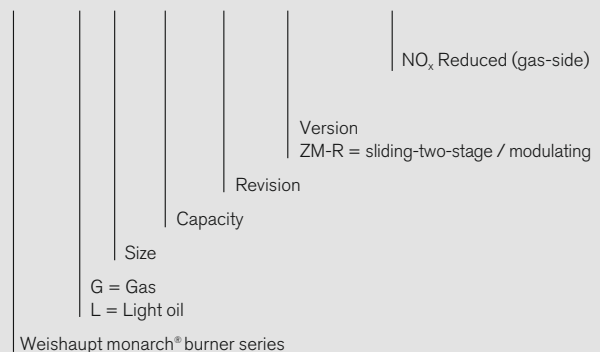 NOx Reduced (gas-side)
Version
ZM-R = sliding-two-stage / modulating
Revision
Capacity
Size
G = Gas
L = Light oil
Weishaupt monarch® burner series